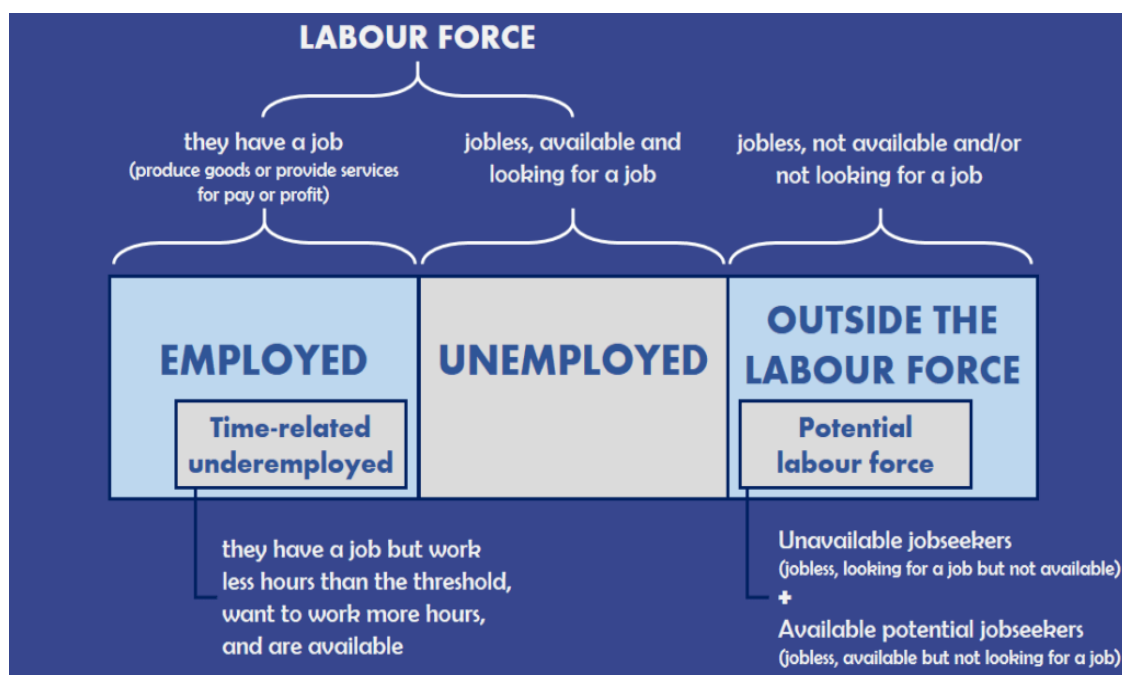 LABOUR FORCE
they have a job
(produce goods or provide services
for pay or profit)
jobless, available and
looking for a job
jobless, not available and/or
not looking for a job
EMPLOYED
Time-related
underemployed
UNEMPLOYED
OUTSIDE THE
LABOUR FORCE
Potential
labour force
they have a job but work
less hours than the threshold,
want to work more hours,
and are available
Unavailable jobseekers
(jobless, looking for a job but not available)
+
Available potential jobseekers
(jobless, available but not looking for a job)